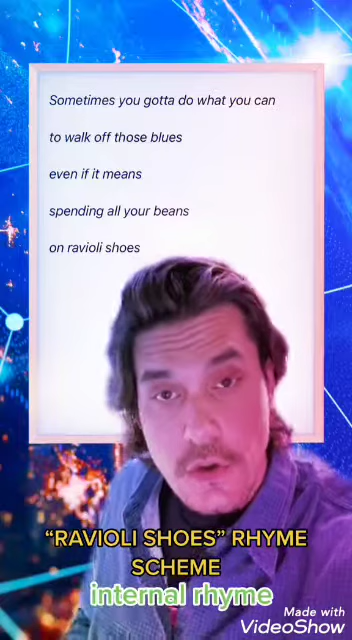 Sometimes you gotta do what you can
to walk off those blues
even if it means
spending all your beans
on ravioli shoes
“RAVIOLI SHOES” RHYME
SCHEME
internal rhyme
Made with
VideoShow